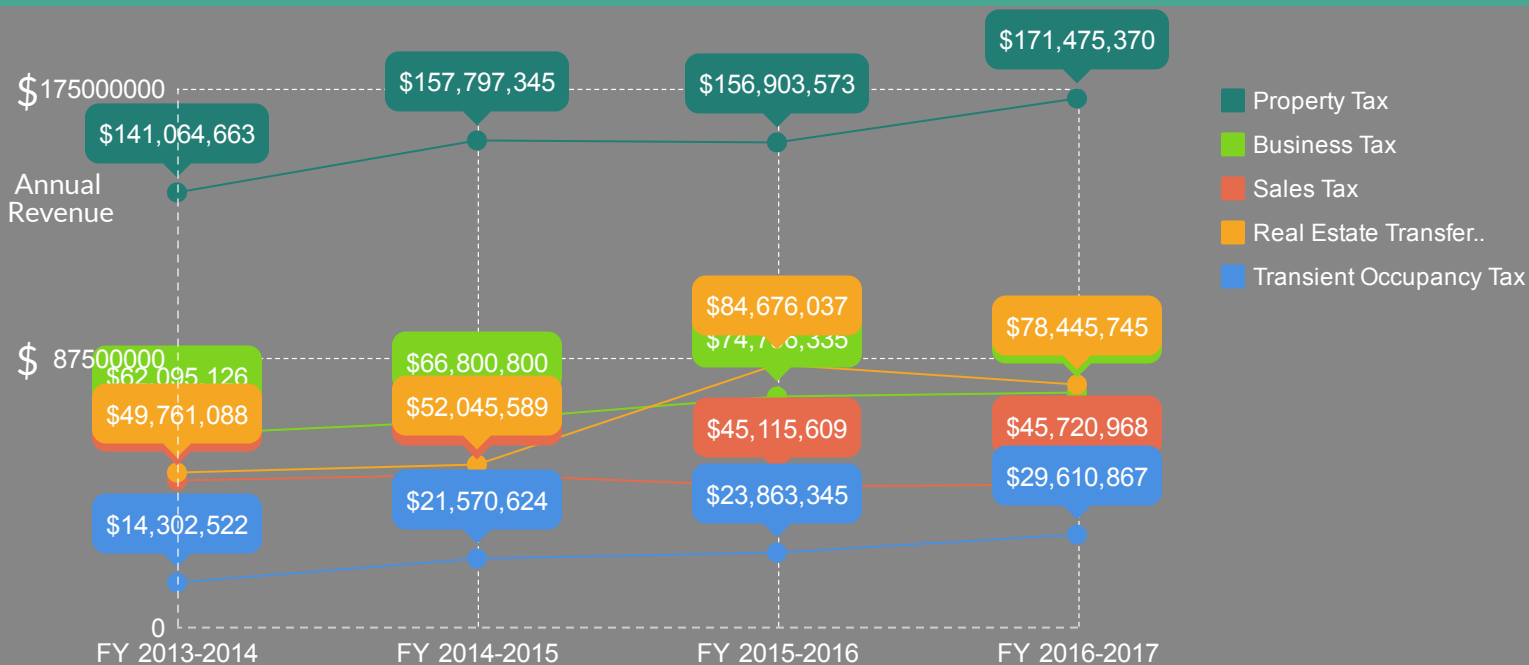 $171,475,370
$157,797,345
$156,903,573
$175000000
$141,064,663
Annual
Revenue
Property Tax
Business Tax
Sales Tax
Real Estate Transfer..
Transient Occupancy Tax
$84,676,037
$78,445,745
$ 87500000
$62,095,126
$66,800,800
$49,761,088
$52,045,589
$45,115,609
$45,720,968
$14,302,522
$21,570,624
$23,863,345
$29,610,867
0
FY 2013-2014
FY 2014-2015
FY 2015-2016
FY 2016-2017